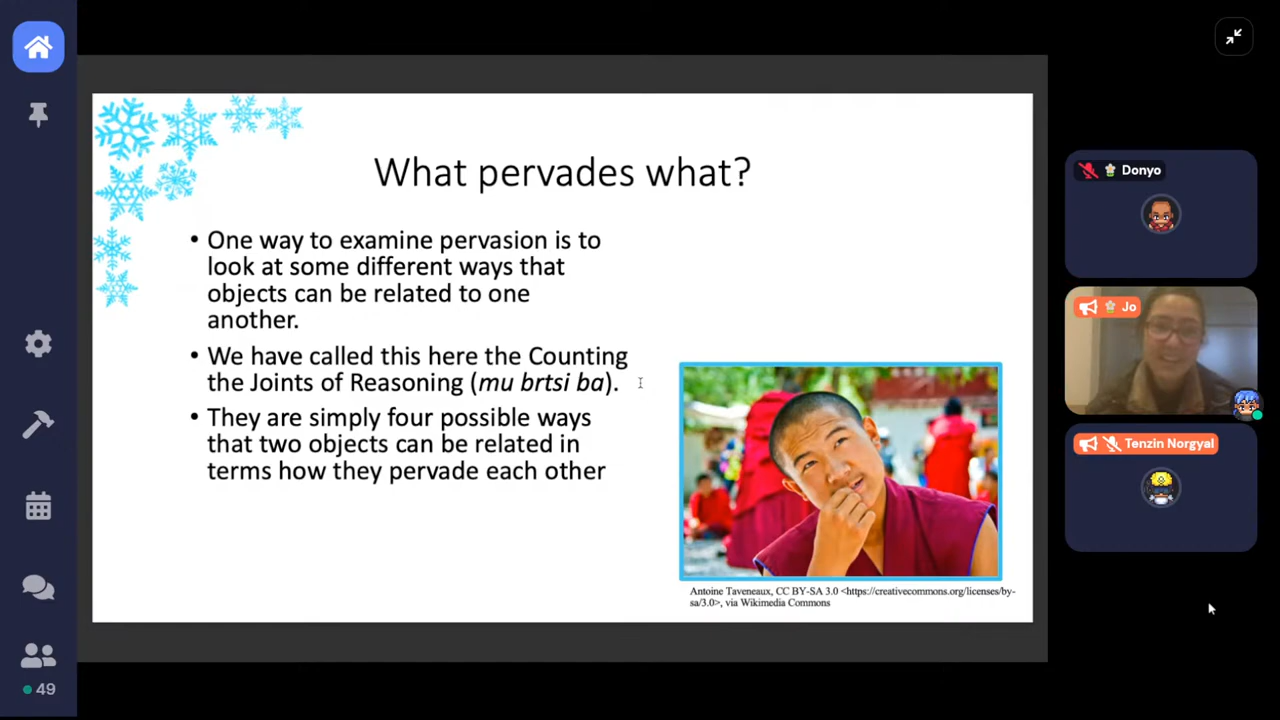 What pervades what?
• One way to examine pervasion is to
look at some different ways that
objects can be related to one
another.
• We have called this here the Counting
the Joints of Reasoning (mu brtsi ba).
• They are simply four possible ways
that two objects can be related in
terms how they pervade each other
Antoine Taveneaux, CC BY-SA 3.0 <https://creativecommons.org/licenses/by-
sa/3.0>, via Wikimedia Commons
Donyo
Jo
Tenzin Norgyal
49